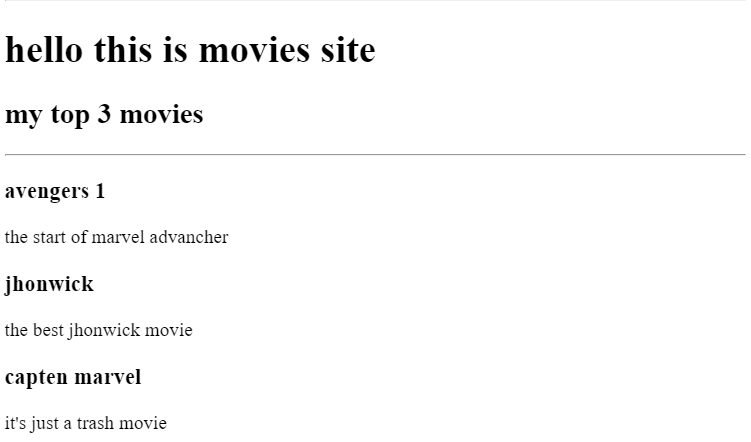 hello this is movies site
my top 3 movies
avengers 1
the start of marvel advancher
jhonwick
the best jhonwick movie
capten marvel
it's just a trash movie